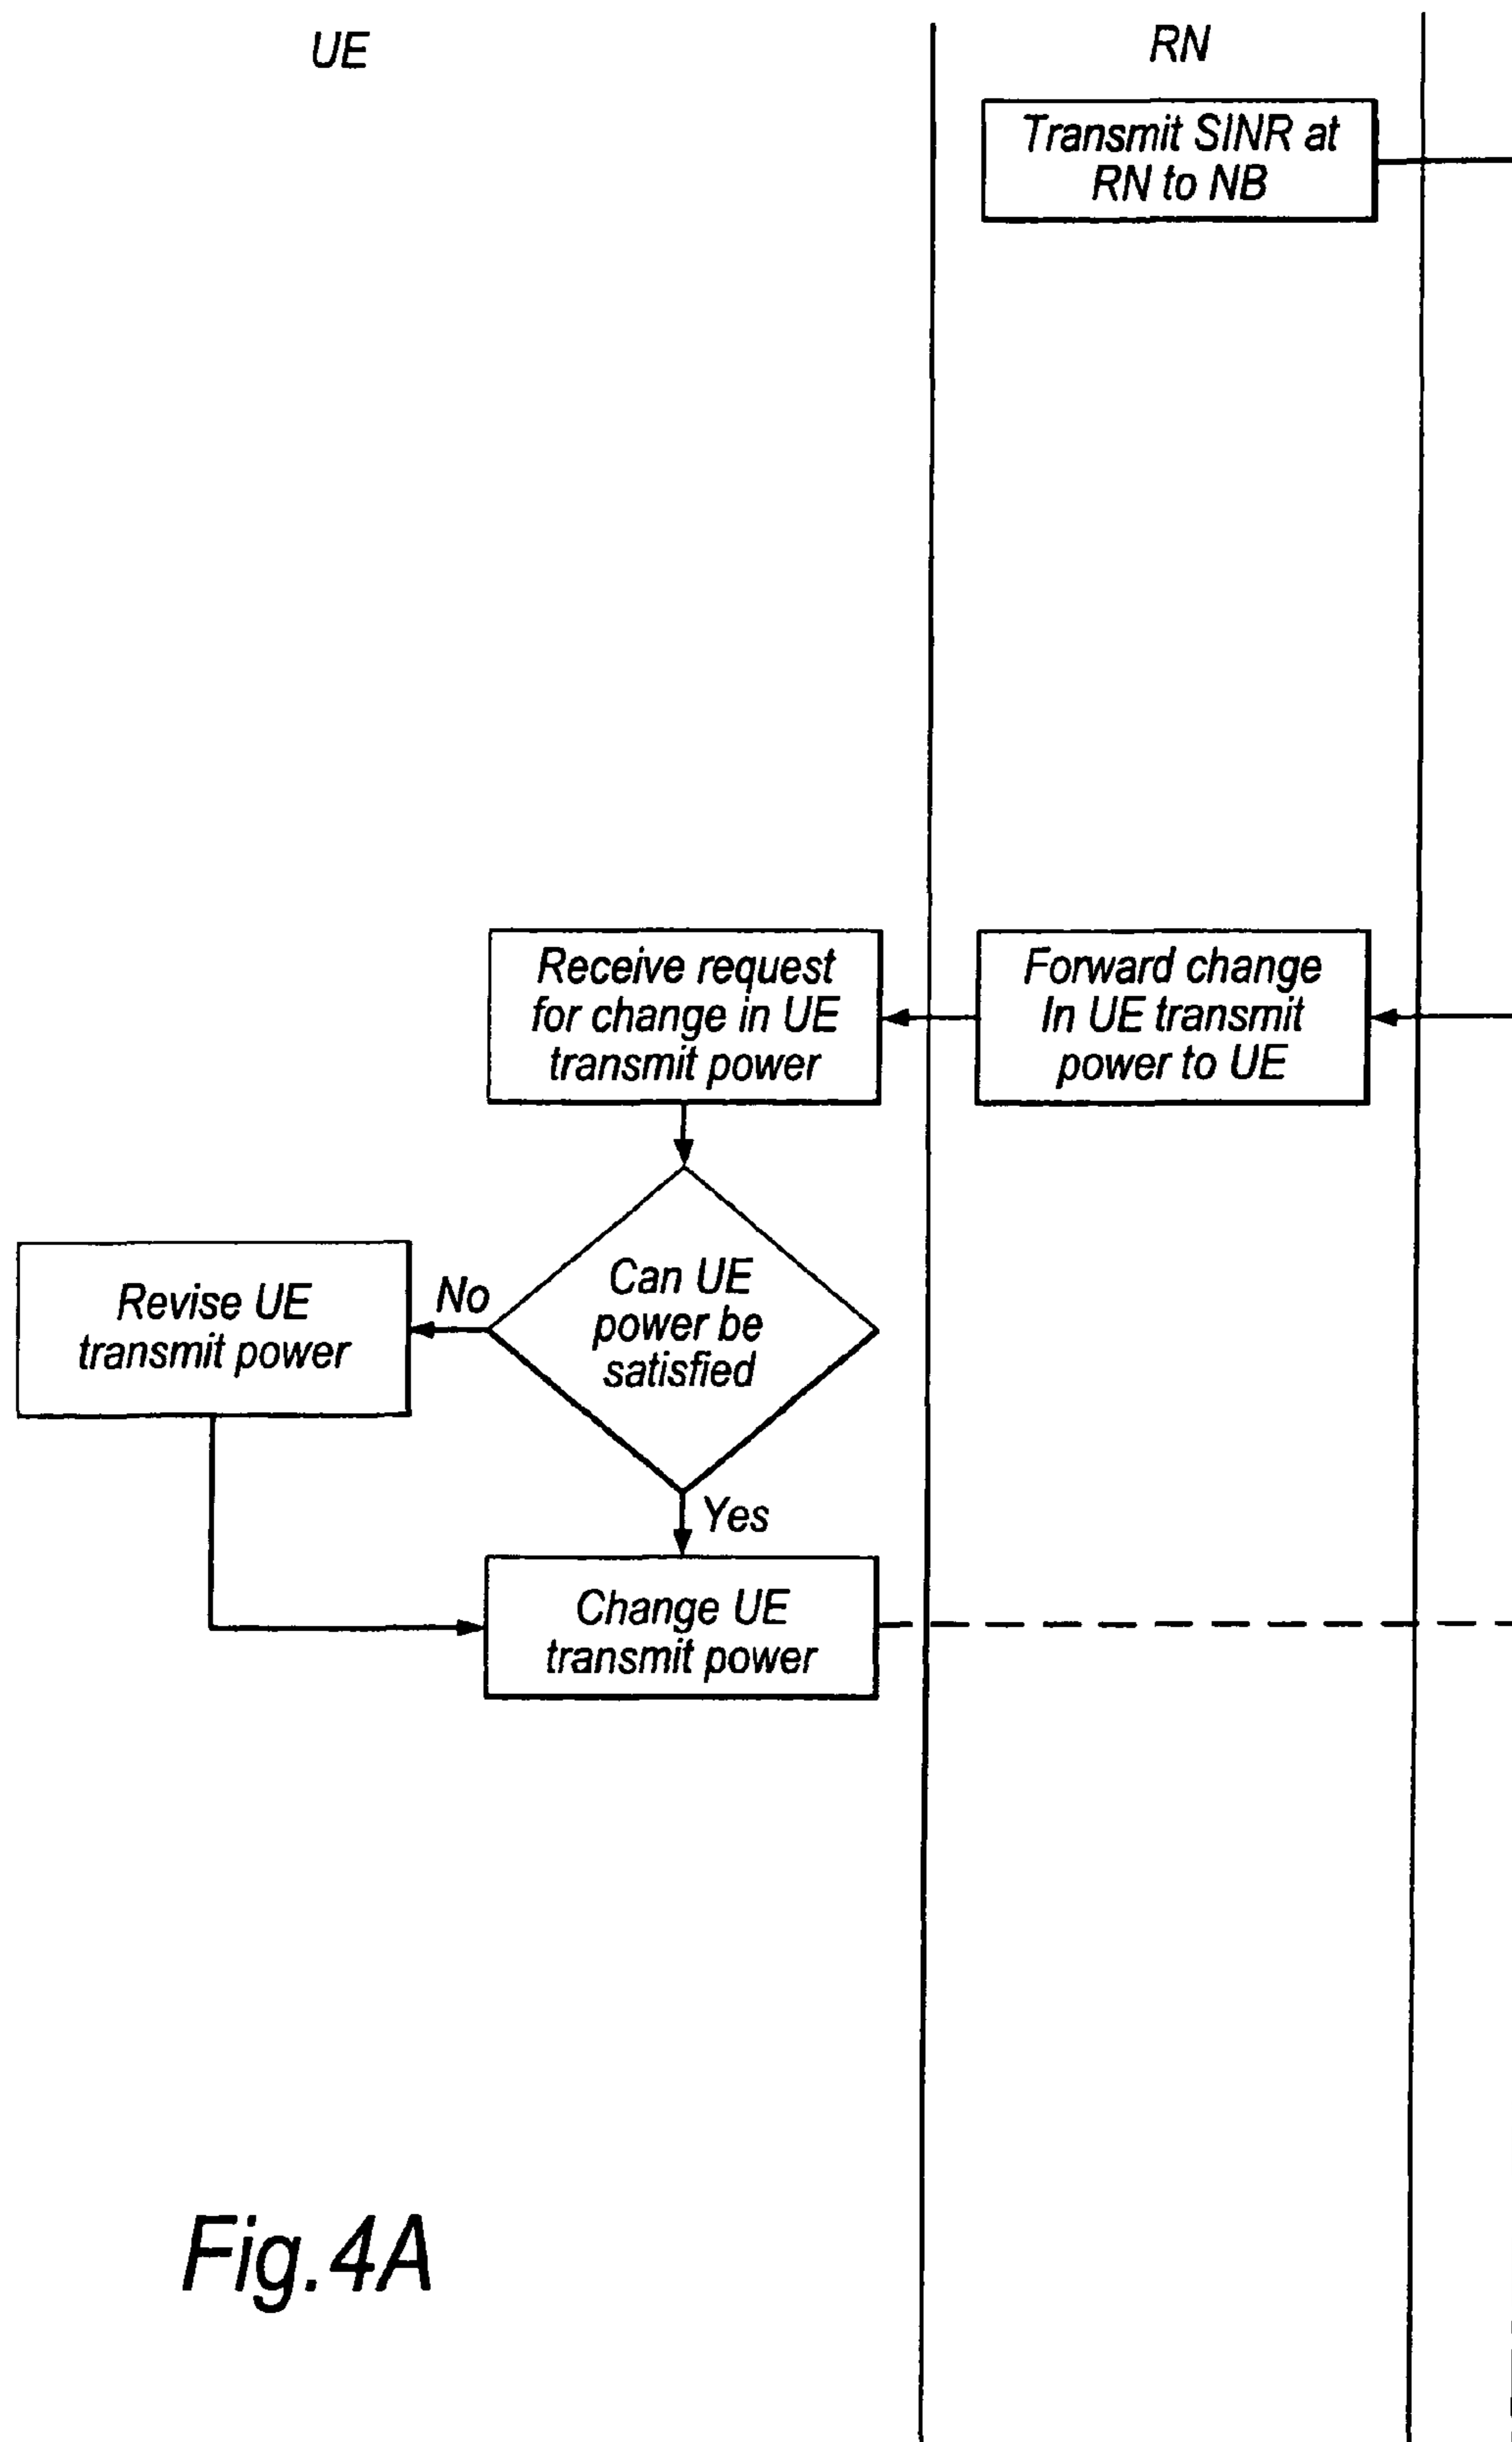 UE
RN
Transmit SINR at
RN to NB
Receive request
for change in UE
transmit power
Forward change
In UE transmit
power to UE
Can UE
power be
satisfied
No
Revise UE
transmit power
Yes
Change UE
transmit power
Fig.4A